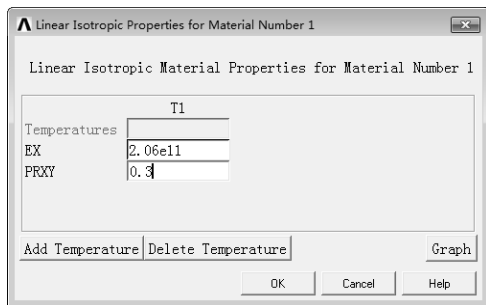 Linear Isotropic Properties for Material Number 1
Linear Isotropic Material Properties for Material Number 1
T1
Temperatures
EX 2.06e11
PRXY 0.3
Add Temperature Delete Temperature Graph
OK Cancel Help